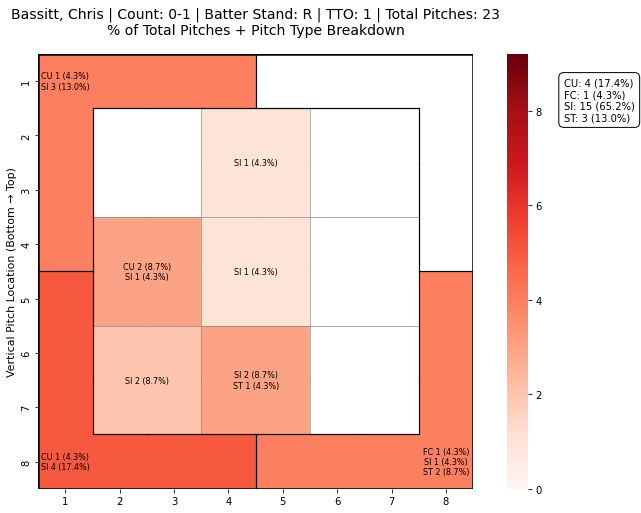 Bassitt, Chris | Count: 0-1 | Batter Stand: R | TTO: 1 | Total Pitches: 23
% of Total Pitches + Pitch Type Breakdown
CU 1 (4.3%)
SI 3 (13.0%)
SI 1 (4.3%)
CU 2 (8.7%)
SI 1 (4.3%)
SI 1 (4.3%)
SI 2 (8.7%)
SI 2 (8.7%)
ST 1 (4.3%)
CU 1 (4.3%)
SI 4 (17.4%)
FC 1 (4.3%)
SI 1 (4.3%)
ST 2 (8.7%)
Vertical Pitch Location (Bottom → Top)
1
2
3
4
5
6
7
8
1 2 3 4 5 6 7 8
8
6
4
2
0
CU: 4 (17.4%)
FC: 1 (4.3%)
SI: 15 (65.2%)
ST: 3 (13.0%)